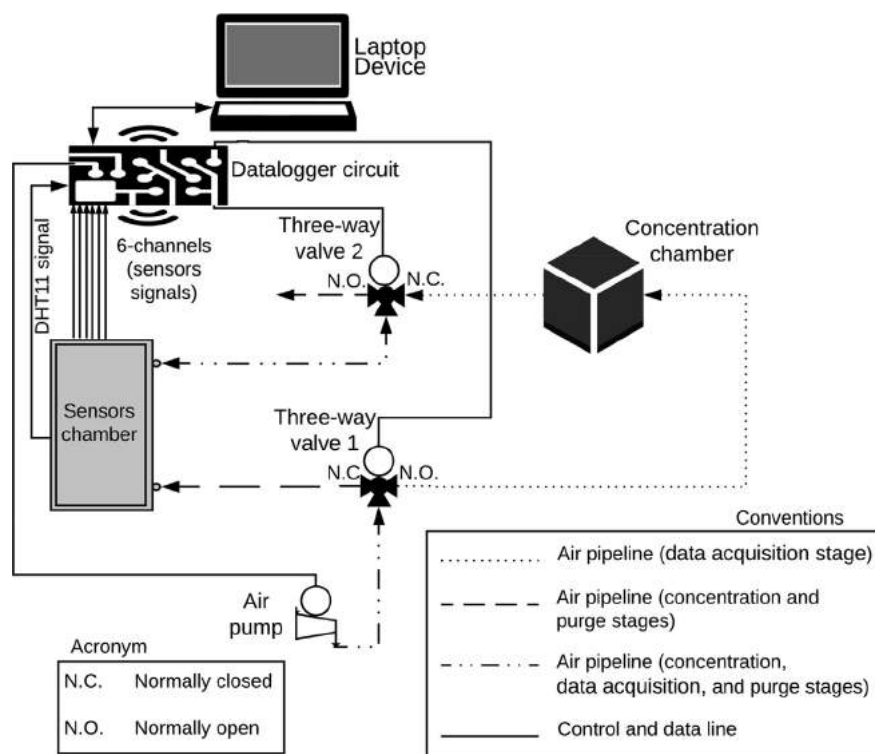 Laptop
Device
Datalogger circuit
DHT11 signal
6-channels
(sensors
signals)
Three-way
valve 2
N.O.
N.C.
Concentration
chamber
Sensors
chamber
Three-way
valve 1
N.C
N.O.
Air
pump
Acronym
N.C. Normally closed
N.O. Normally open
Conventions
Air pipeline (data acquisition stage)
Air pipeline (concentration and
purge stages)
Air pipeline (concentration,
data acquisition, and purge stages)
Control and data line